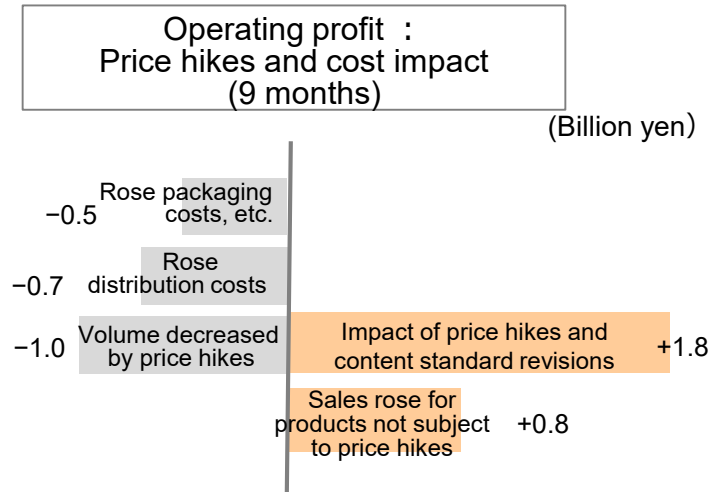 Operating profit ：
Price hikes and cost impact
(9 months)
(Billion yen）
Rose packaging
costs, etc.
−0.5
Rose
distribution costs
−0.7
Volume decreased
by price hikes
−1.0
Impact of price hikes and
content standard revisions
+1.8
Sales rose for
products not subject
to price hikes
+0.8